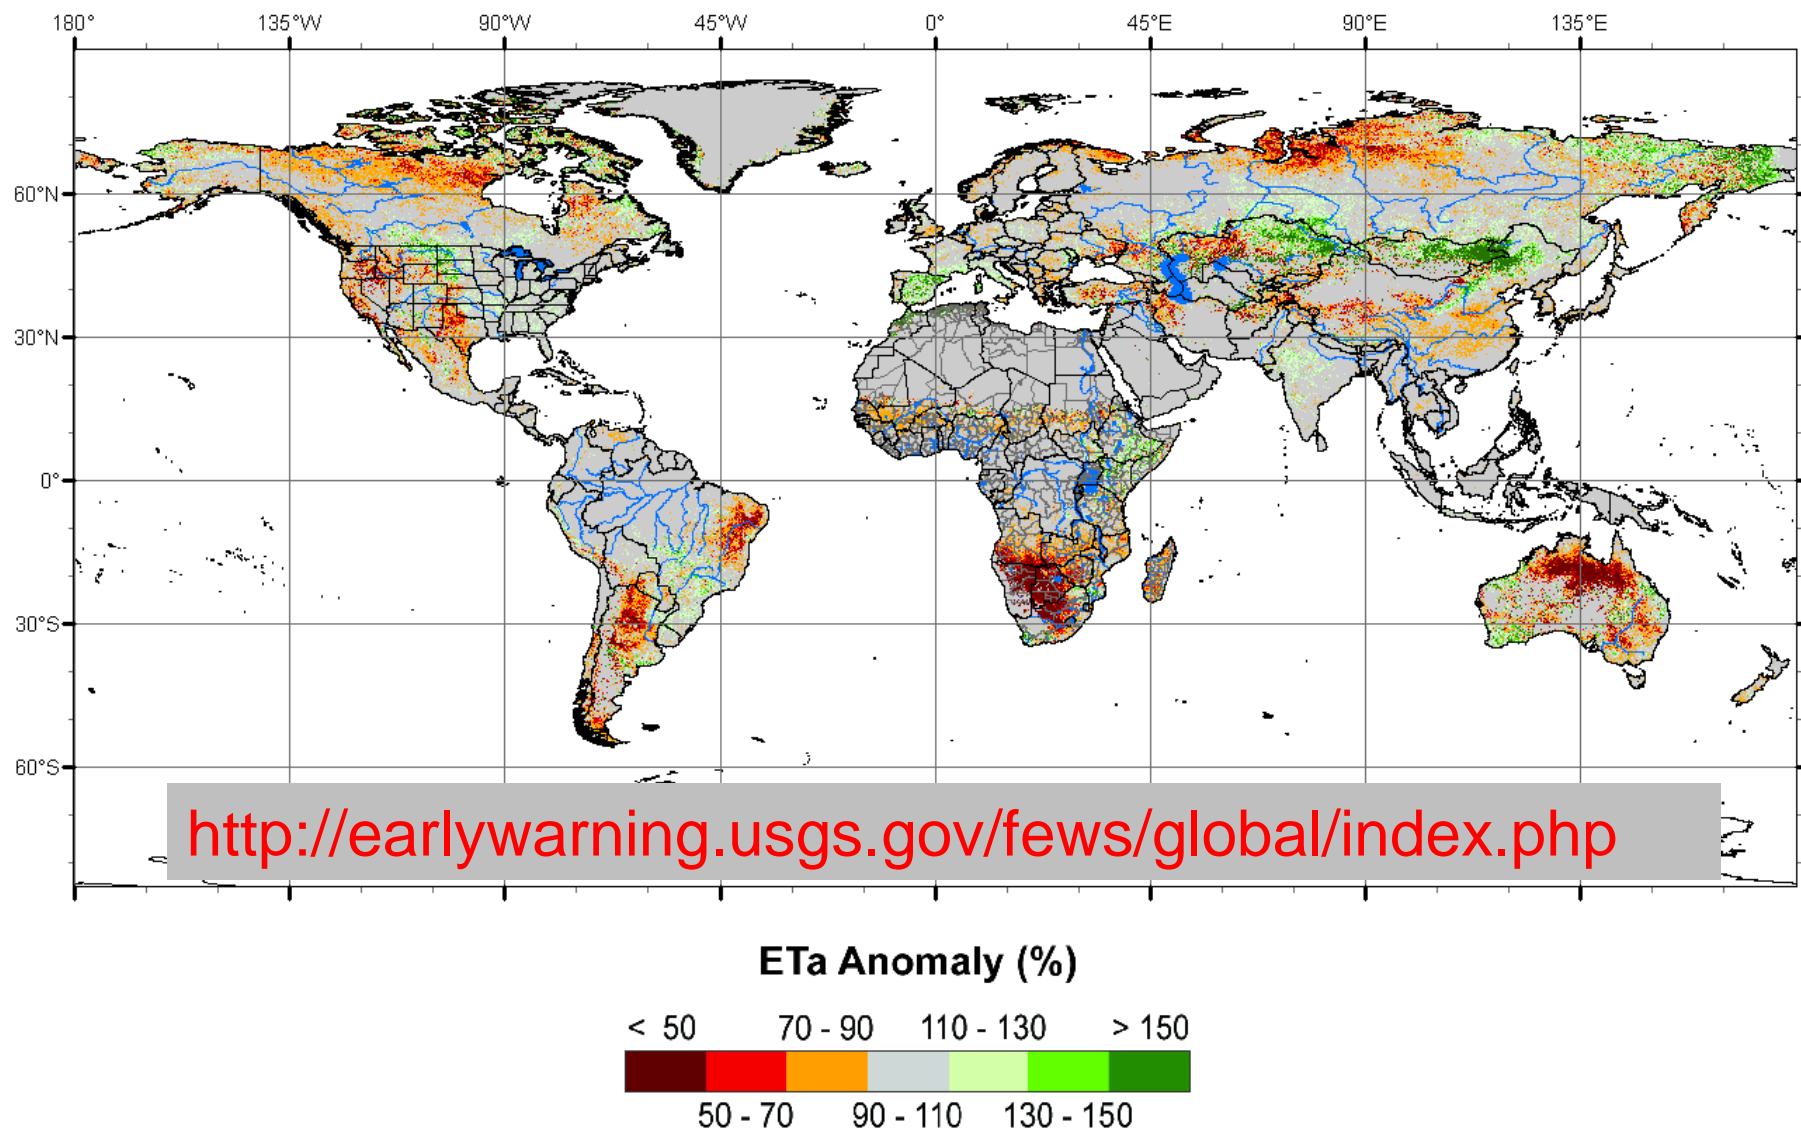 180° 135°W 90°W 45°W 0° 45°E 90°E 135°E
60°N
30°N
0°
30°S
60°S
http://earlywarning.usgs.gov/fews/global/index.php
ETa Anomaly (%)
< 50 70 - 90 110 - 130 > 150
50 - 70 90 - 110 130 - 150